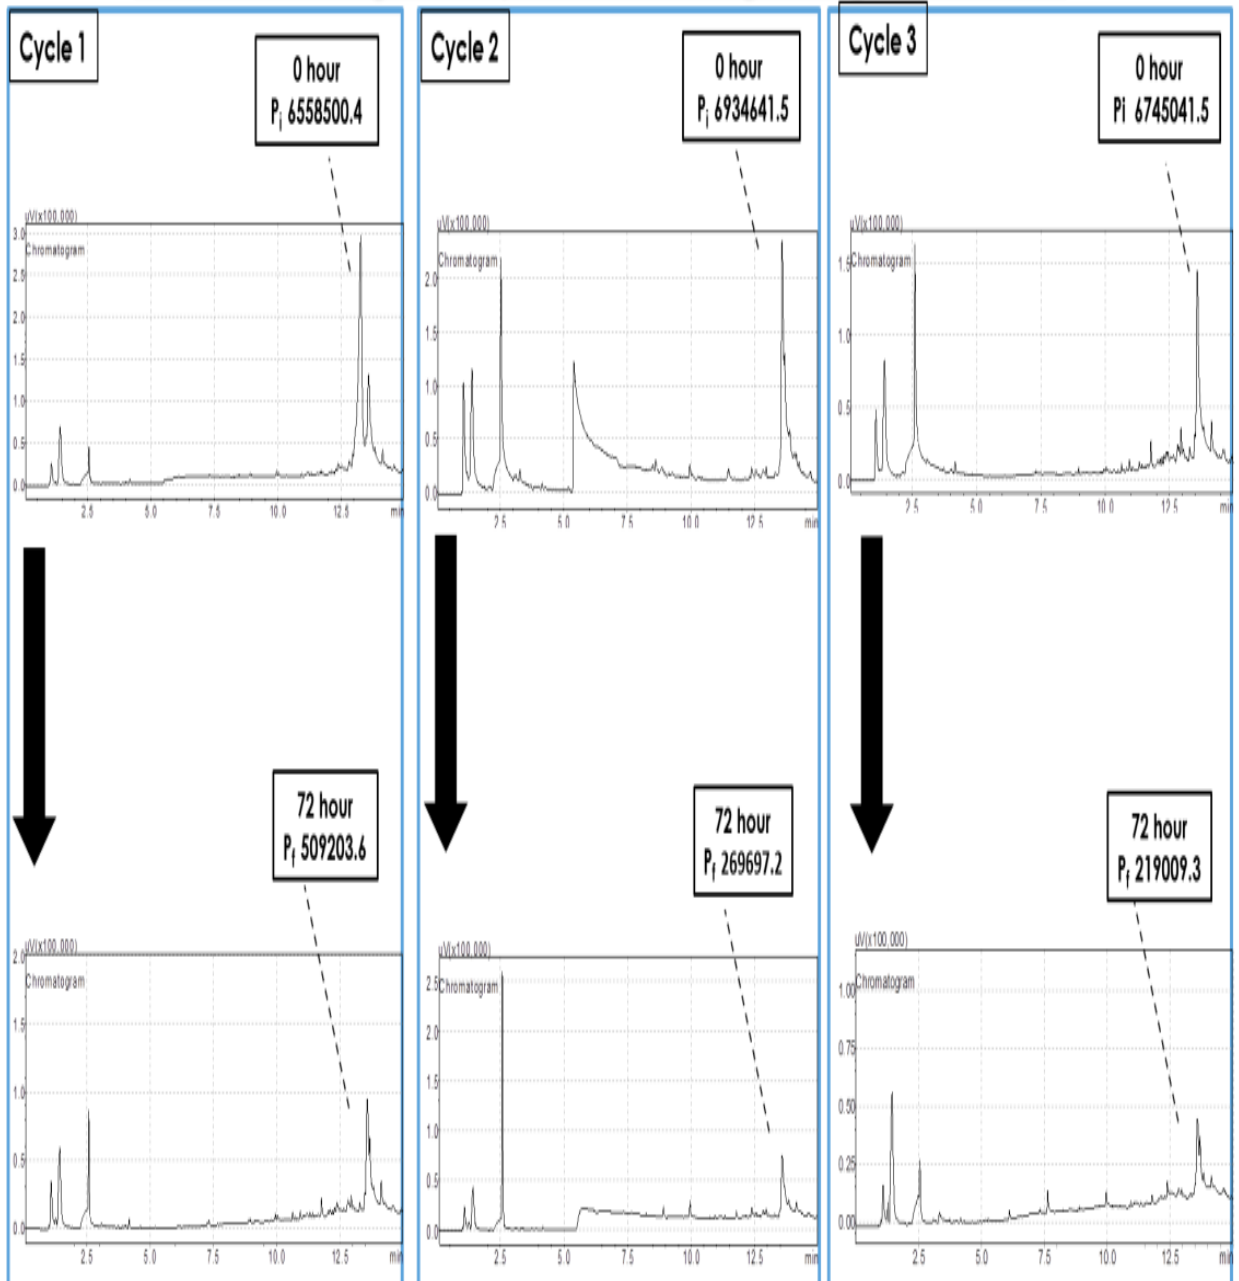 Cycle 1
0 hour
Pi 6558500.4
uV(x100,000)
Chromatogram
3.0
2.5
2.0
1.5
1.0
0.5
0.0
2.5 5.0 7.5 10.0 12.5 min
72 hour
Pf 509203.6
uV(x100,000)
Chromatogram
2.0
1.5
1.0
0.5
0.0
2.5 5.0 7.5 10.0 12.5 min
Cycle 2
0 hour
Pi 6934641.5
uV(x100,000)
Chromatogram
2.0
1.5
1.0
0.5
0.0
2.5 5.0 7.5 10.0 12.5 min
72 hour
Pf 269697.2
uV(x100,000)
Chromatogram
2.5
2.0
1.5
1.0
0.5
0.0
2.5 5.0 7.5 10.0 12.5 min
Cycle 3
0 hour
Pi 6745041.5
uV(x100,000)
Chromatogram
1.5
1.0
0.5
0.0
2.5 5.0 7.5 10.0 12.5 min
72 hour
Pf 219009.3
uV(x100,000)
Chromatogram
1.00
0.75
0.50
0.25
0.00
2.5 5.0 7.5 10.0 12.5 min